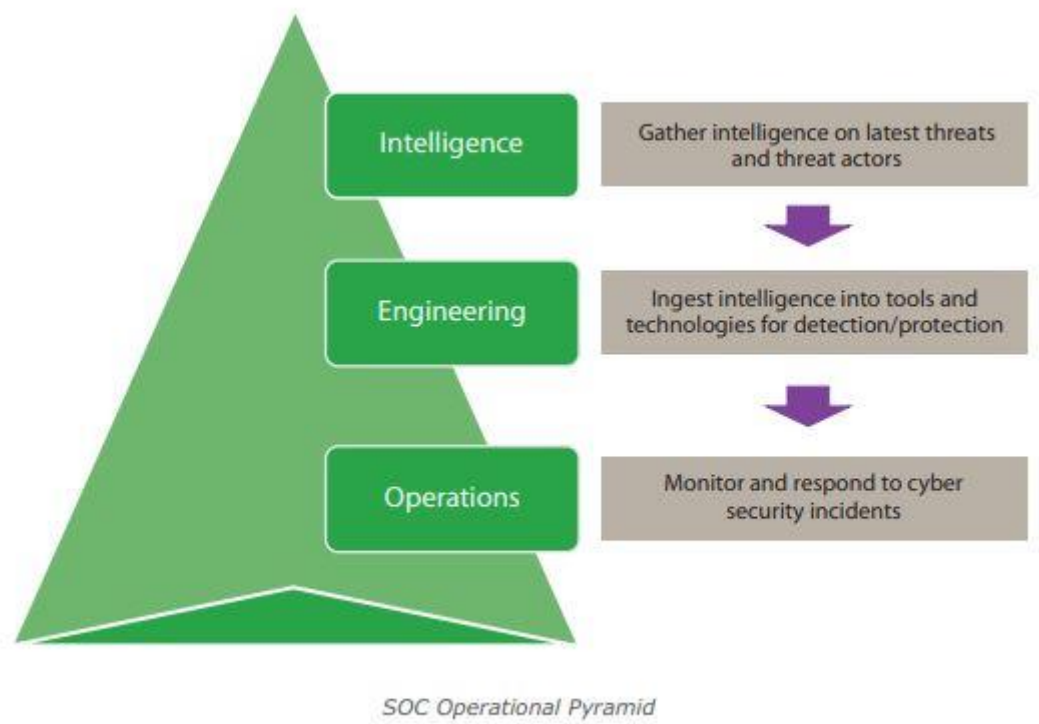 Intelligence
Gather intelligence on latest threats
and threat actors
Engineering
Ingest intelligence into tools and
technologies for detection/protection
Operations
Monitor and respond to cyber
security incidents
SOC Operational Pyramid